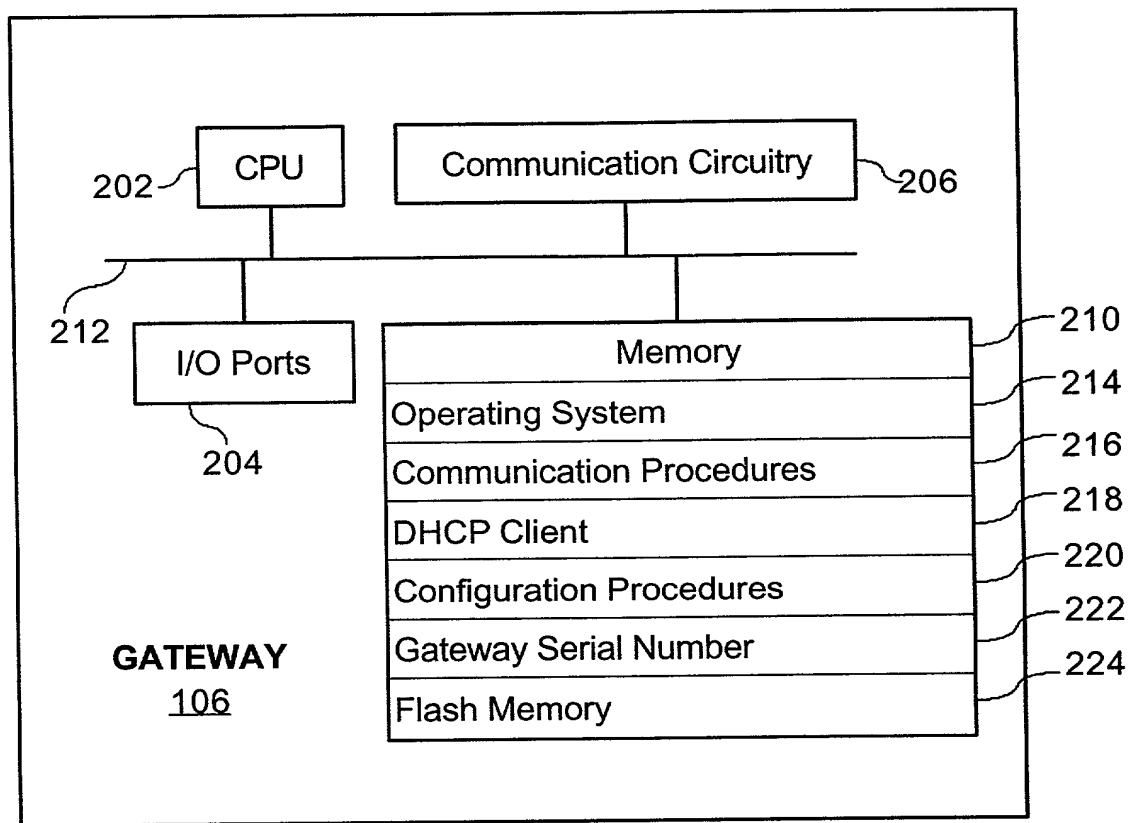 CPU
Communication Circuitry
202
206
212
I/O Ports
204
Memory
210
Operating System
214
Communication Procedures
216
DHCP Client
218
Configuration Procedures
220
Gateway Serial Number
222
Flash Memory
224
GATEWAY
106